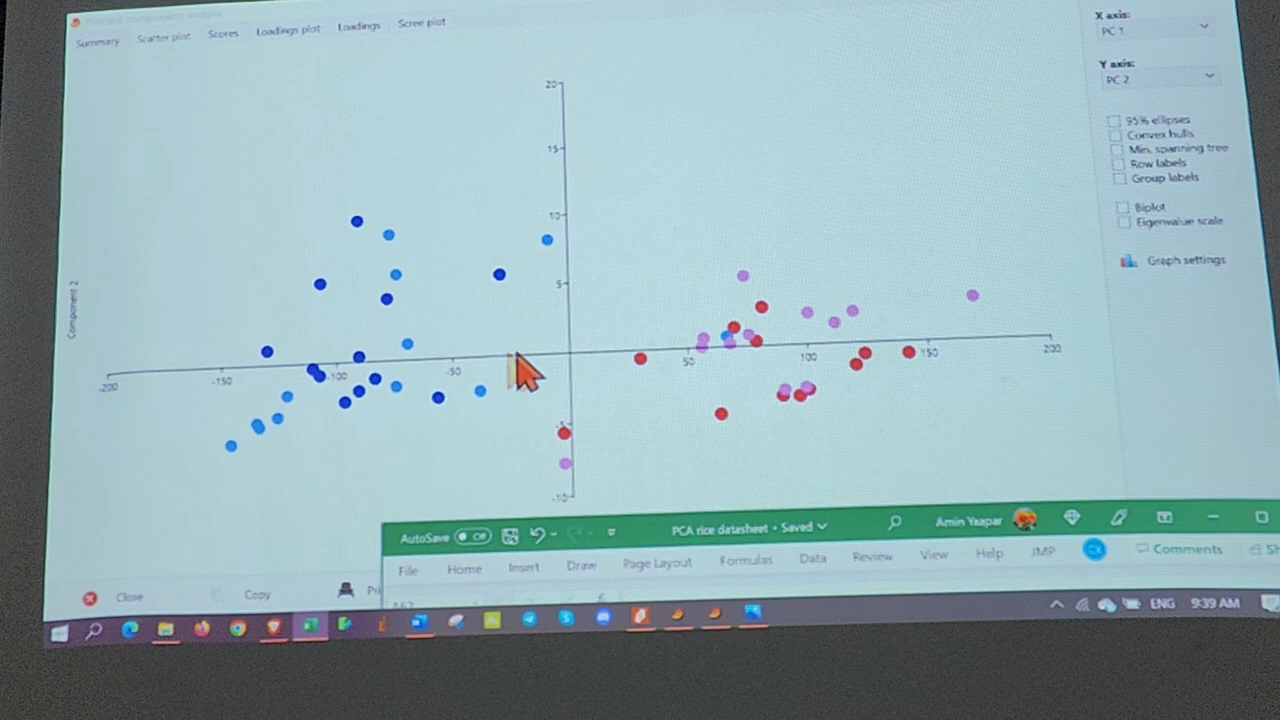 Principal components analysis
Summary Scatter plot Scores Loadings plot Loadings Scree plot
X axis:
PC 1
Y axis:
PC 2
95% ellipses
Convex hulls
Min. spanning tree
Row labels
Group labels
Biplot
Eigenvalue scale
Graph settings
20
15
10
5
-5
-10
-200 -150 -100 -50 50 100 150 200
Component 2
AutoSave Off PCA rice datasheet • Saved Amin Yaapar
File Home Insert Draw Page Layout Formulas Data Review View Help JMP Comments
Close Copy
ENG 9:39 AM